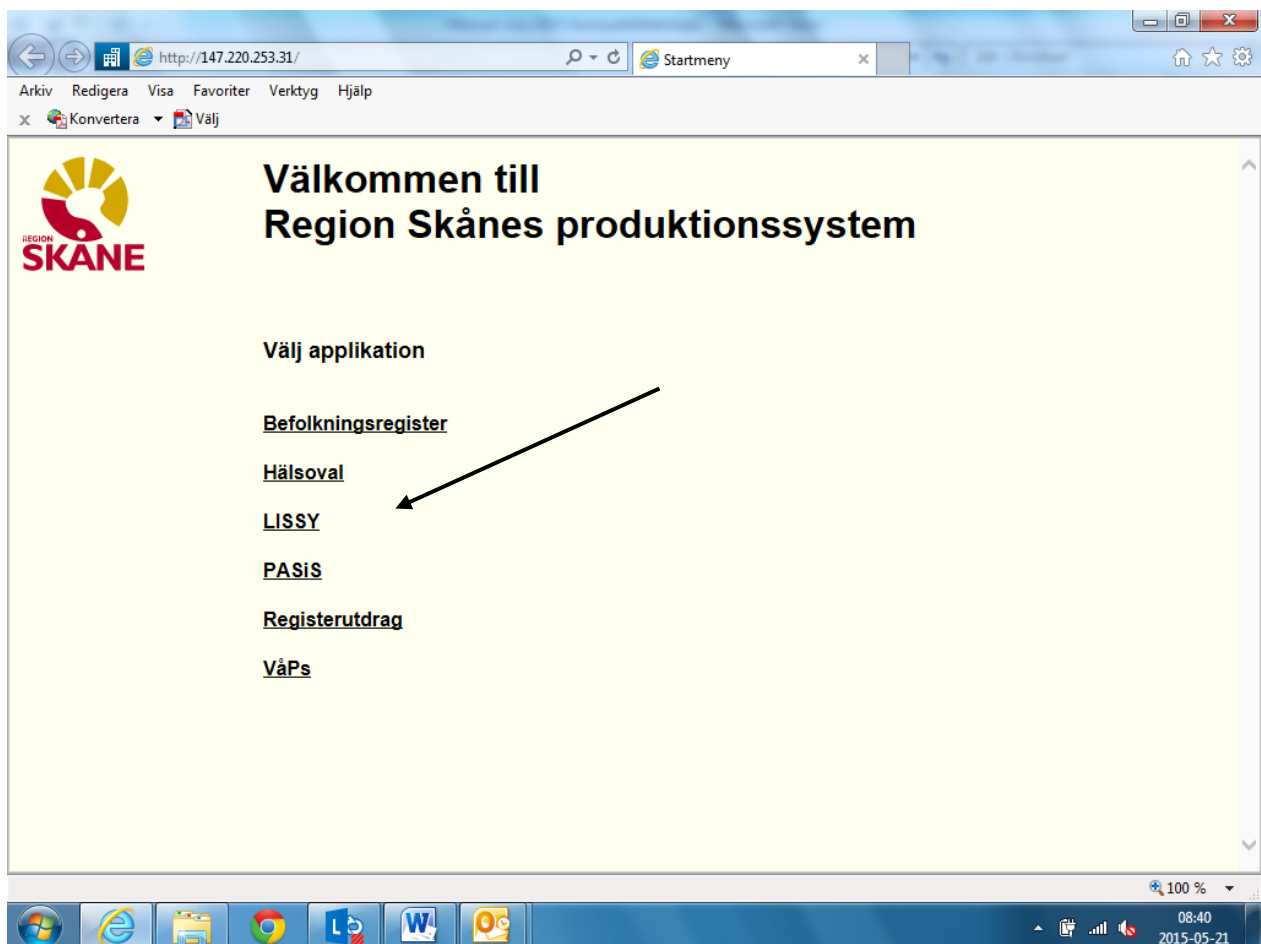 http://147.220.253.31/
Startmeny
Arkiv Redigera Visa Favoriter Verktyg Hjälp
x Konvertera Välj
REGION
SKÅNE
Välkommen till
Region Skånes produktionssystem
Välj applikation
Befolkningsregister
Hälsoval
LISSY
PASiS
Registerutdrag
VåPs
100 %
08:40
2015-05-21